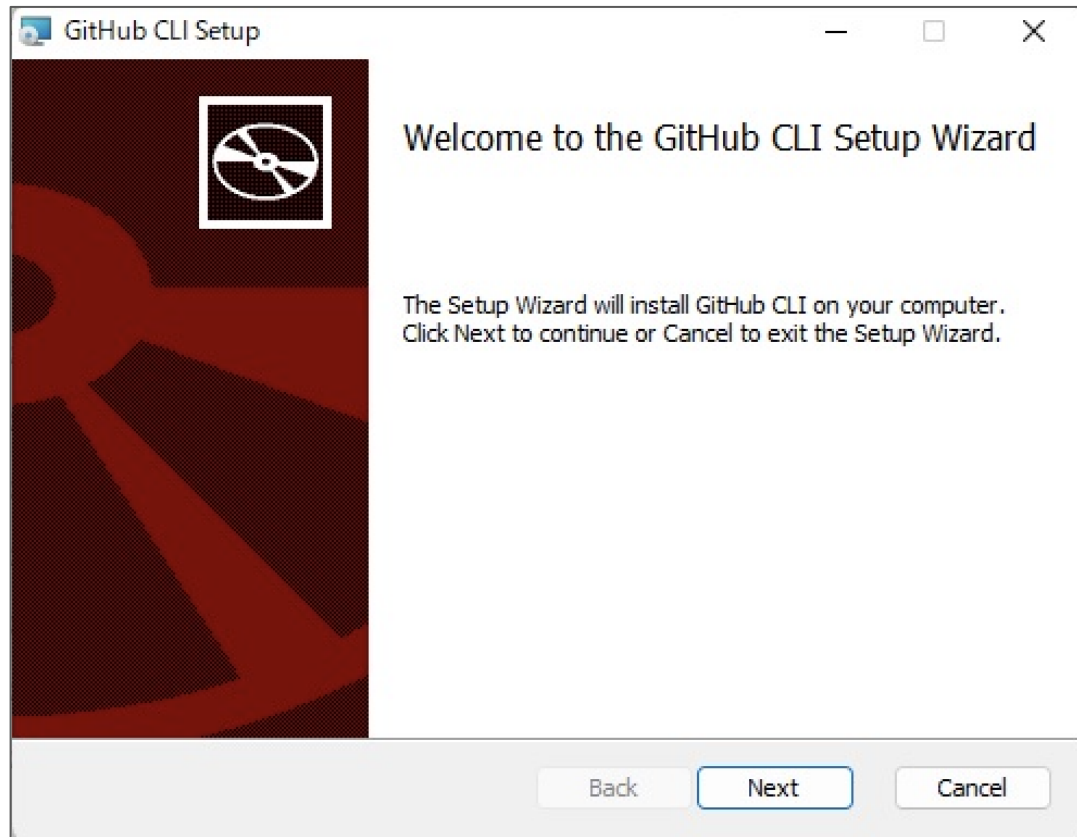 GitHub CLI Setup
Welcome to the GitHub CLI Setup Wizard
The Setup Wizard will install GitHub CLI on your computer.
Click Next to continue or Cancel to exit the Setup Wizard.
Back
Next
Cancel